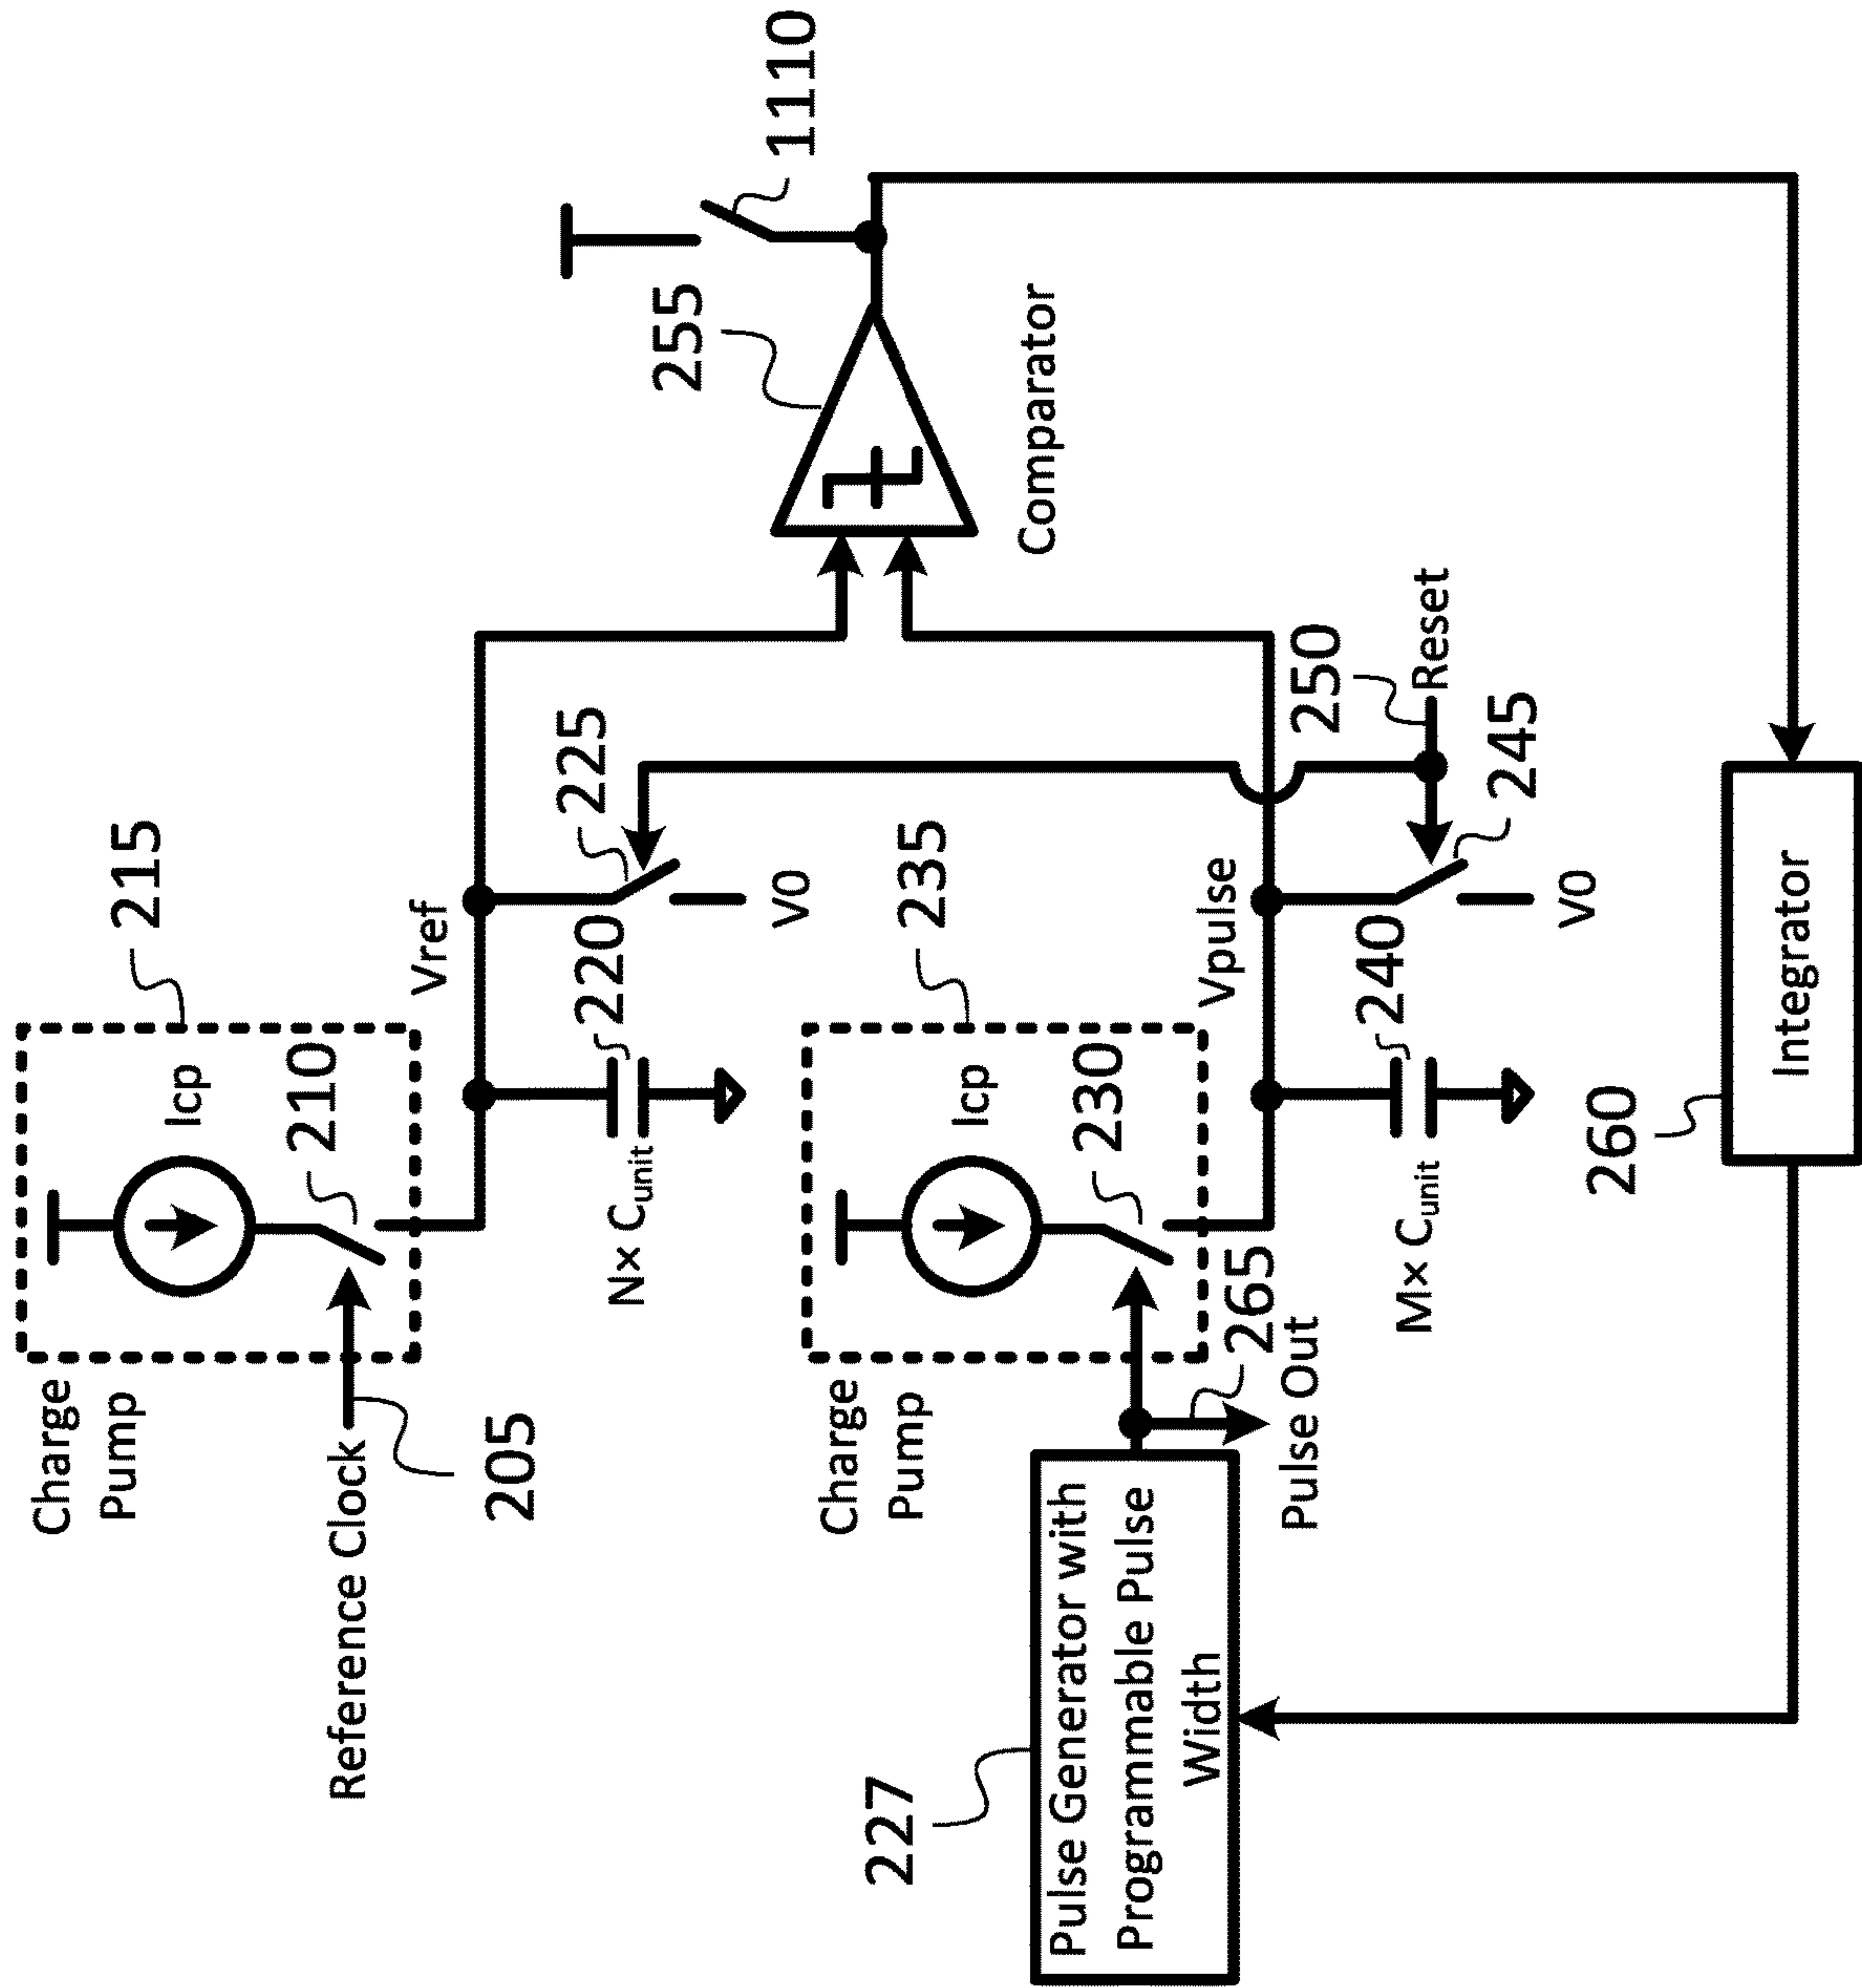 Charge
Pump
Icp
215
210
Reference Clock
205
Vref
N× Cunit
220
225
V0
255
1110
Comparator
Charge
Pump
Icp
235
230
227
Pulse Generator with
Programmable Pulse
Width
265
Pulse Out
Vpulse
M× Cunit
240
250
Reset
245
V0
260
Integrator